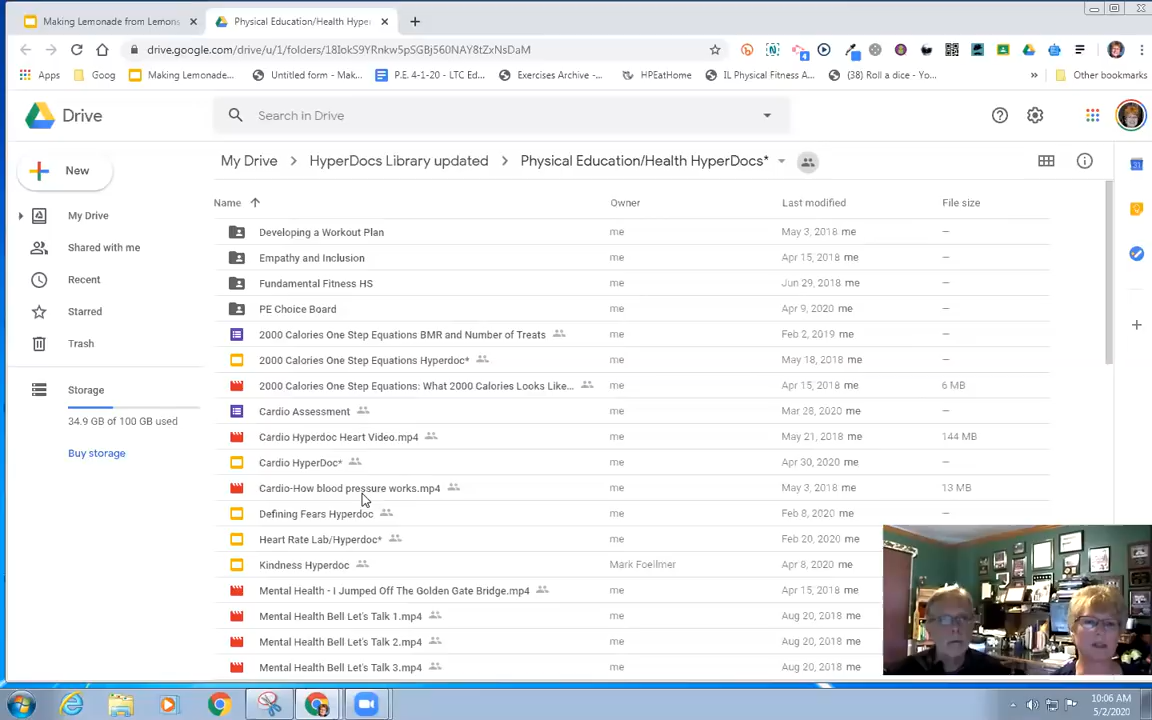 Making Lemonade from Lemons
Physical Education/Health Hyper
drive.google.com/drive/u/1/folders/18IokS9YRnkw5pSGBj560NAY8tZxNsDaM
Apps
Goog
Making Lemonade...
Untitled form - Mak...
P.E. 4-1-20 - LTC Ed...
Exercises Archive -...
HPEatHome
IL Physical Fitness A...
(38) Roll a dice - Yo...
»
Other bookmarks
Drive
Search in Drive
New
My Drive > HyperDocs Library updated > Physical Education/Health HyperDocs*
My Drive
Shared with me
Recent
Starred
Trash
Storage
34.9 GB of 100 GB used
Buy storage
Name Owner Last modified File size
Developing a Workout Plan me May 3, 2018 me –
Empathy and Inclusion me Apr 15, 2018 me –
Fundamental Fitness HS me Jun 29, 2018 me –
PE Choice Board me Apr 9, 2020 me –
2000 Calories One Step Equations BMR and Number of Treats me Feb 2, 2019 me –
2000 Calories One Step Equations Hyperdoc* me May 18, 2018 me –
2000 Calories One Step Equations: What 2000 Calories Looks Like... me Apr 15, 2018 me 6 MB
Cardio Assessment me Mar 28, 2020 me –
Cardio Hyperdoc Heart Video.mp4 me May 21, 2018 me 144 MB
Cardio HyperDoc* me Apr 30, 2020 me –
Cardio-How blood pressure works.mp4 me May 3, 2018 me 13 MB
Defining Fears Hyperdoc me Feb 8, 2020 me –
Heart Rate Lab/Hyperdoc* me Feb 20, 2020 me
Kindness Hyperdoc Mark Foellmer Apr 8, 2020 me
Mental Health - I Jumped Off The Golden Gate Bridge.mp4 me Apr 15, 2018 me
Mental Health Bell Let's Talk 1.mp4 me Aug 20, 2018 me
Mental Health Bell Let's Talk 2.mp4 me Aug 20, 2018 me
Mental Health Bell Let's Talk 3.mp4 me Aug 20, 2018 me
10:06 AM
5/2/2020